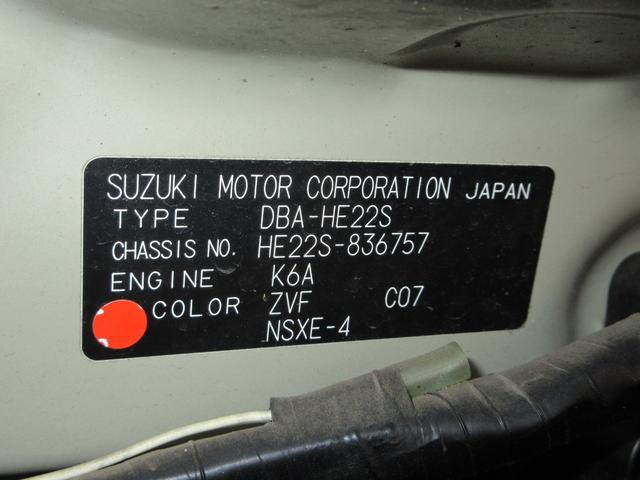 SUZUKI MOTOR CORPORATION JAPAN
TYPE DBA-HE22S
CHASSIS NO. HE22S-836757
ENGINE K6A
COLOR ZVF C07
NSXE-4